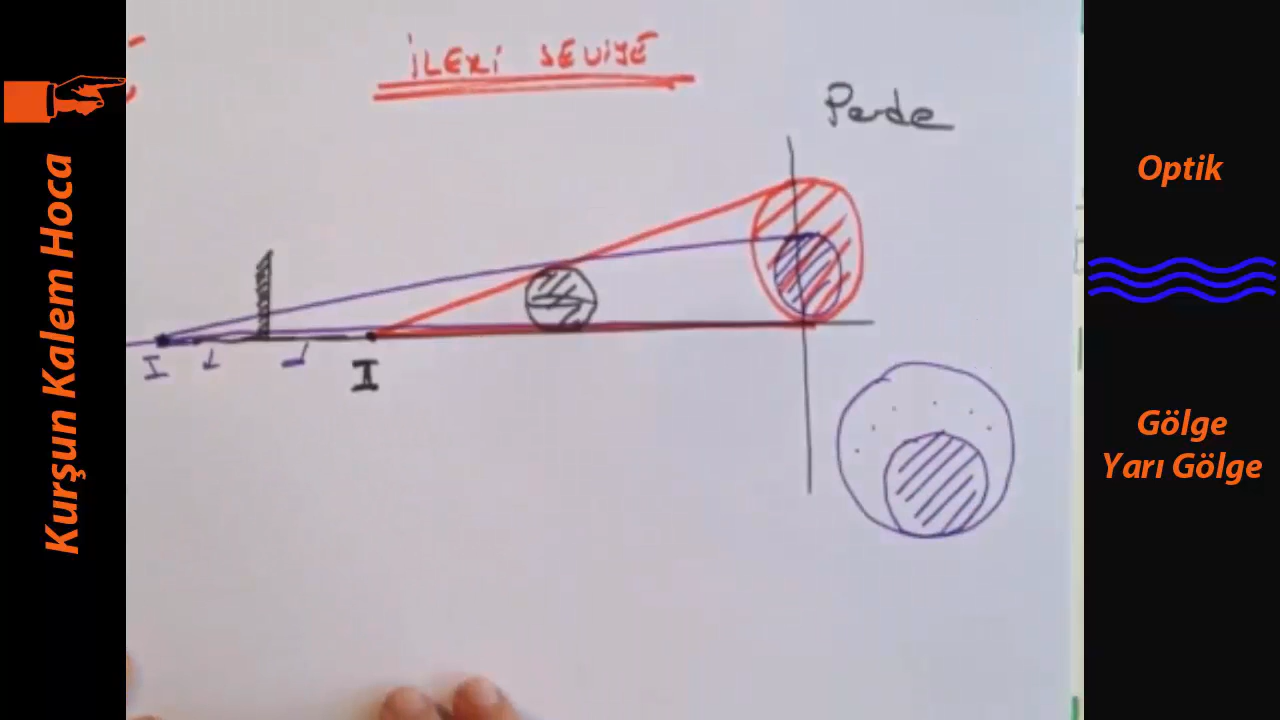 Kurşun Kalem Hoca
İLERİ SEVİYE
Perde
I
I
Optik
Gölge
Yarı Gölge